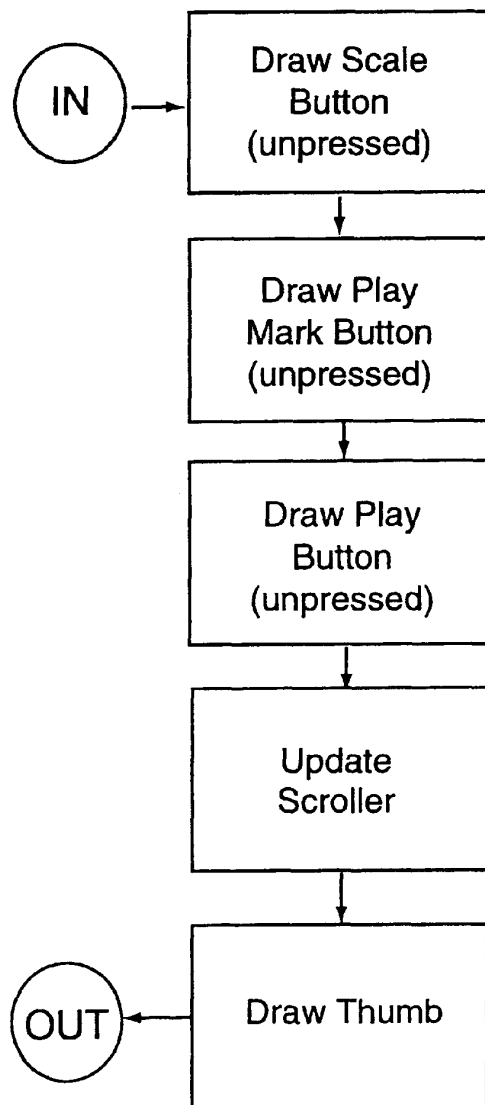 IN
Draw Scale
Button
(unpressed)
Draw Play
Mark Button
(unpressed)
Draw Play
Button
(unpressed)
Update
Scroller
OUT
Draw Thumb